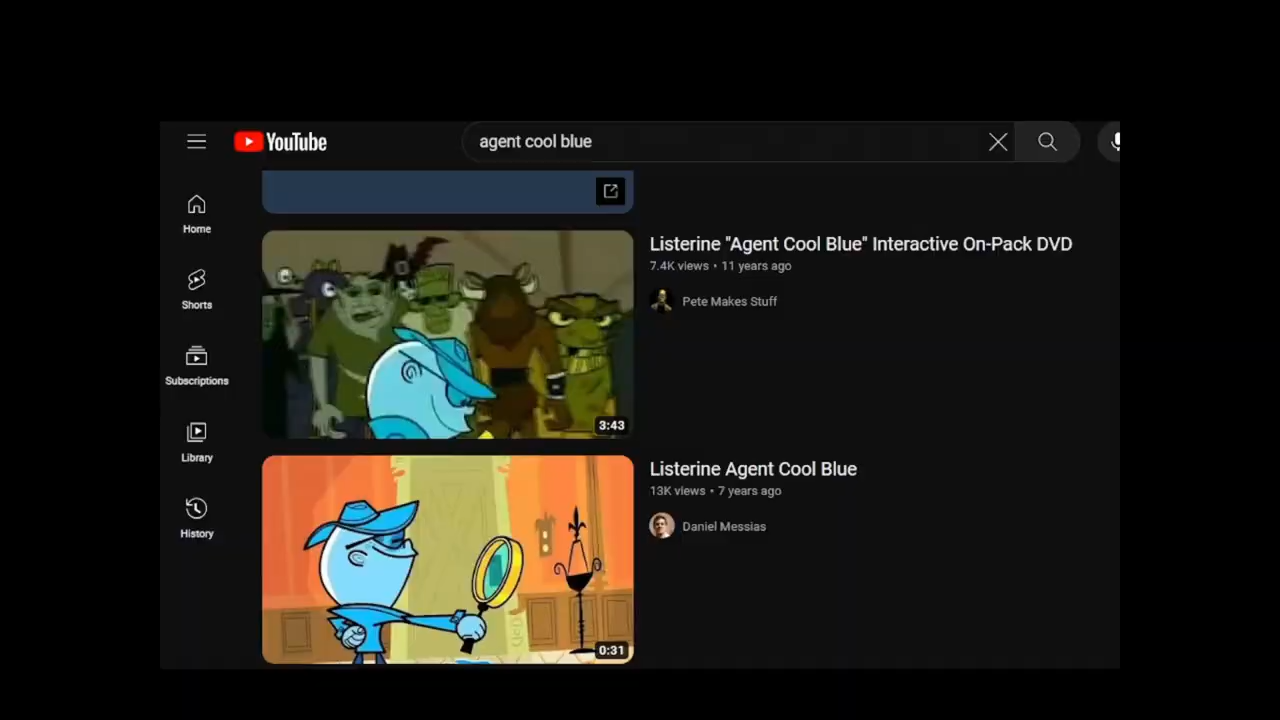 YouTube
agent cool blue
Home
Shorts
Subscriptions
Library
History
3:43
Listerine "Agent Cool Blue" Interactive On-Pack DVD
7.4K views • 11 years ago
Pete Makes Stuff
0:31
Listerine Agent Cool Blue
13K views • 7 years ago
Daniel Messias